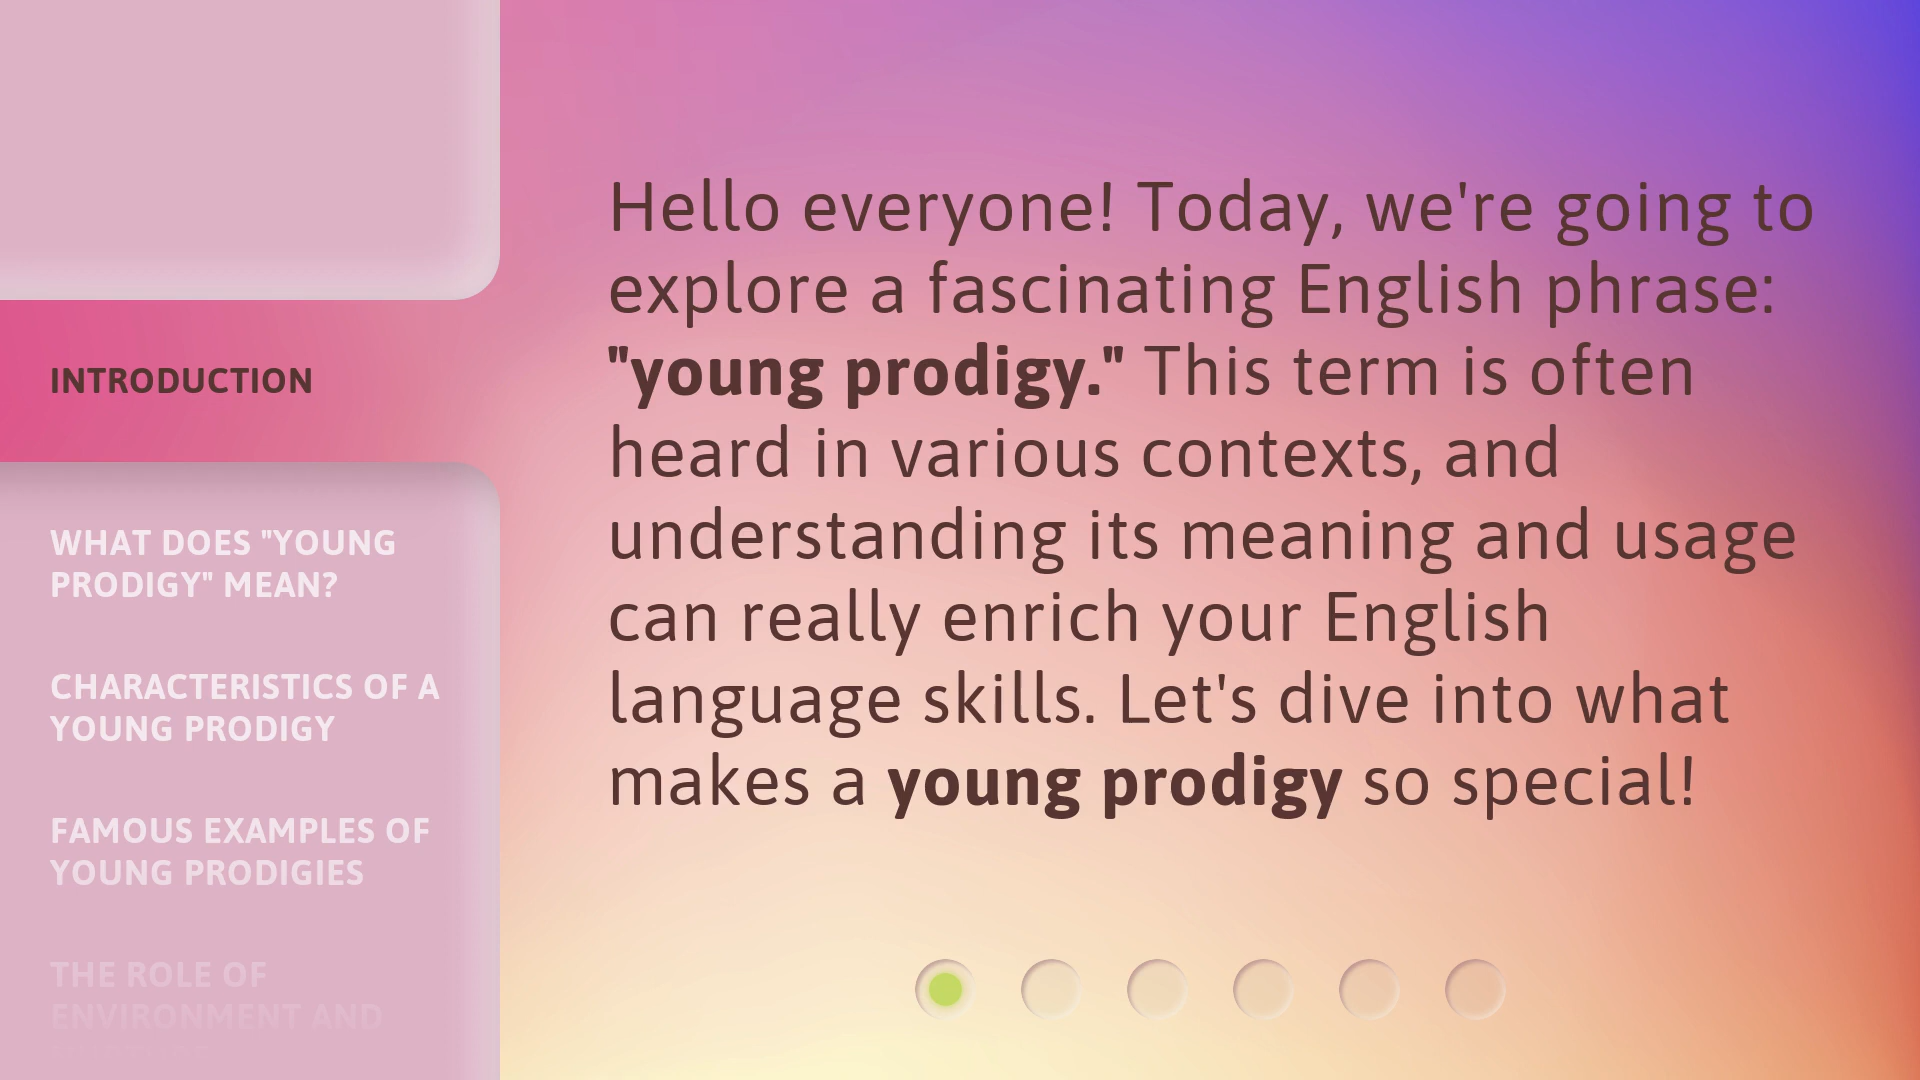 INTRODUCTION
WHAT DOES "YOUNG
PRODIGY" MEAN?
CHARACTERISTICS OF A
YOUNG PRODIGY
FAMOUS EXAMPLES OF
YOUNG PRODIGIES
THE ROLE OF
ENVIRONMENT AND
Hello everyone! Today, we're going to
explore a fascinating English phrase:
"young prodigy." This term is often
heard in various contexts, and
understanding its meaning and usage
can really enrich your English
language skills. Let's dive into what
makes a young prodigy so special!